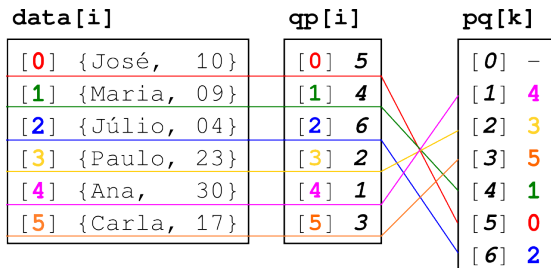 data[i] qp[i] pq[k]
[0] {José, 10} [0] 5 [0] –
[1] {Maria, 09} [1] 4 [1] 4
[2] {Júlio, 04} [2] 6 [2] 3
[3] {Paulo, 23} [3] 2 [3] 5
[4] {Ana, 30} [4] 1 [4] 1
[5] {Carla, 17} [5] 3 [5] 0
[6] 2